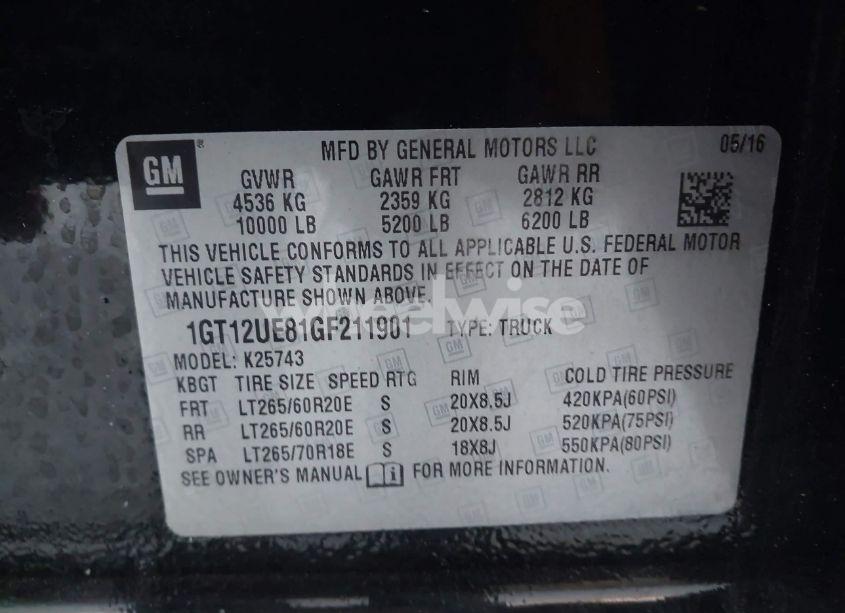 GM
MFD BY GENERAL MOTORS LLC 05/16
GVWR GAWR FRT GAWR RR
4536 KG 2359 KG 2812 KG
10000 LB 5200 LB 6200 LB
THIS VEHICLE CONFORMS TO ALL APPLICABLE U.S. FEDERAL MOTOR
VEHICLE SAFETY STANDARDS IN EFFECT ON THE DATE OF
MANUFACTURE SHOWN ABOVE.
wheelwise
1GT12UE81GF211901 TYPE: TRUCK
MODEL: K25743
KBGT TIRE SIZE SPEED RTG RIM COLD TIRE PRESSURE
FRT LT265/60R20E S 20X8.5J 420KPA(60PSI)
RR LT265/60R20E S 20X8.5J 520KPA(75PSI)
SPA LT265/70R18E S 18X8J 550KPA(80PSI)
SEE OWNER'S MANUAL i FOR MORE INFORMATION.